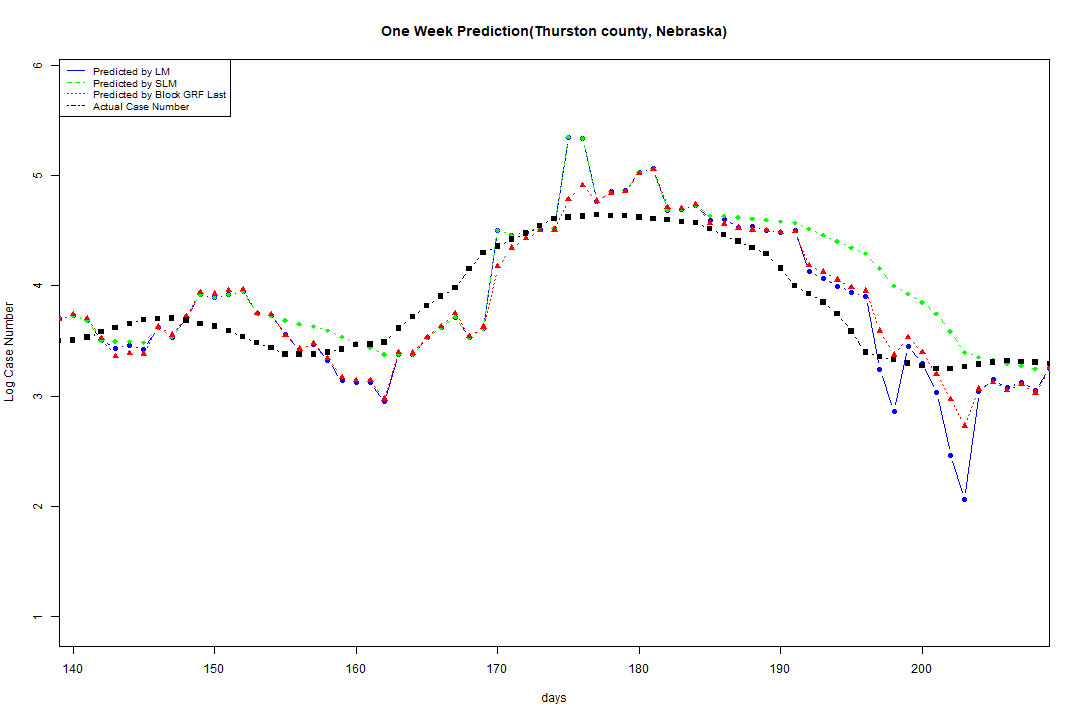 One Week Prediction(Thurston county, Nebraska)
Predicted by LM
Predicted by SLM
Predicted by Block GRF Last
Actual Case Number
Log Case Number
6
5
4
3
2
1
140 150 160 170 180 190 200
days